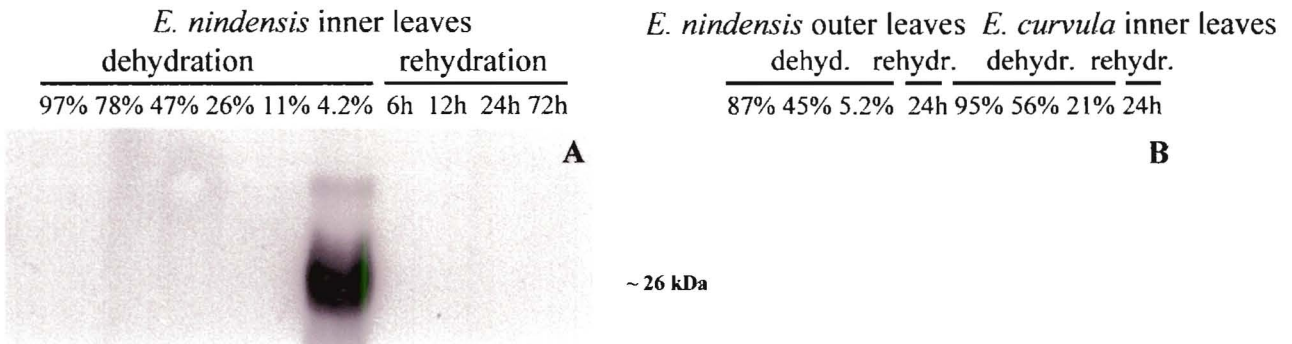 E. nindensis inner leaves
dehydration rehydration
97% 78% 47% 26% 11% 4.2% 6h 12h 24h 72h
A
E. nindensis outer leaves E. curvula inner leaves
dehyd. rehydr. dehydr. rehydr.
87% 45% 5.2% 24h 95% 56% 21% 24h
B
~ 26 kDa